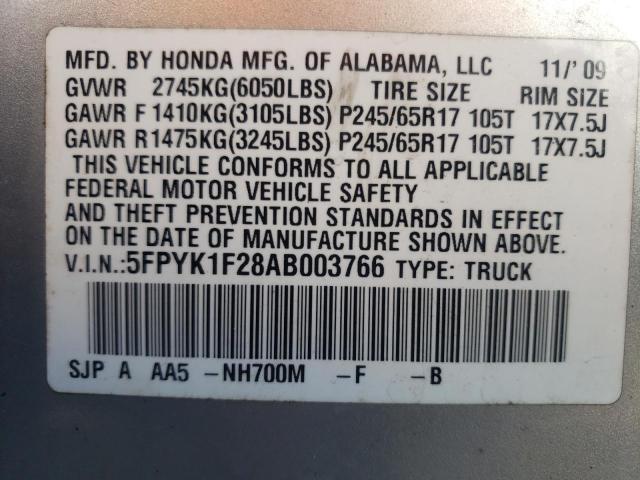 MFD. BY HONDA MFG. OF ALABAMA, LLC 11/'09
GVWR 2745KG(6050LBS) TIRE SIZE RIM SIZE
GAWR F 1410KG(3105LBS) P245/65R17 105T 17X7.5J
GAWR R1475KG(3245LBS) P245/65R17 105T 17X7.5J
THIS VEHICLE CONFORMS TO ALL APPLICABLE
FEDERAL MOTOR VEHICLE SAFETY
AND THEFT PREVENTION STANDARDS IN EFFECT
ON THE DATE OF MANUFACTURE SHOWN ABOVE.
V.I.N.:5FPYK1F28AB003766 TYPE: TRUCK
SJP A AA5 -NH700M -F -B